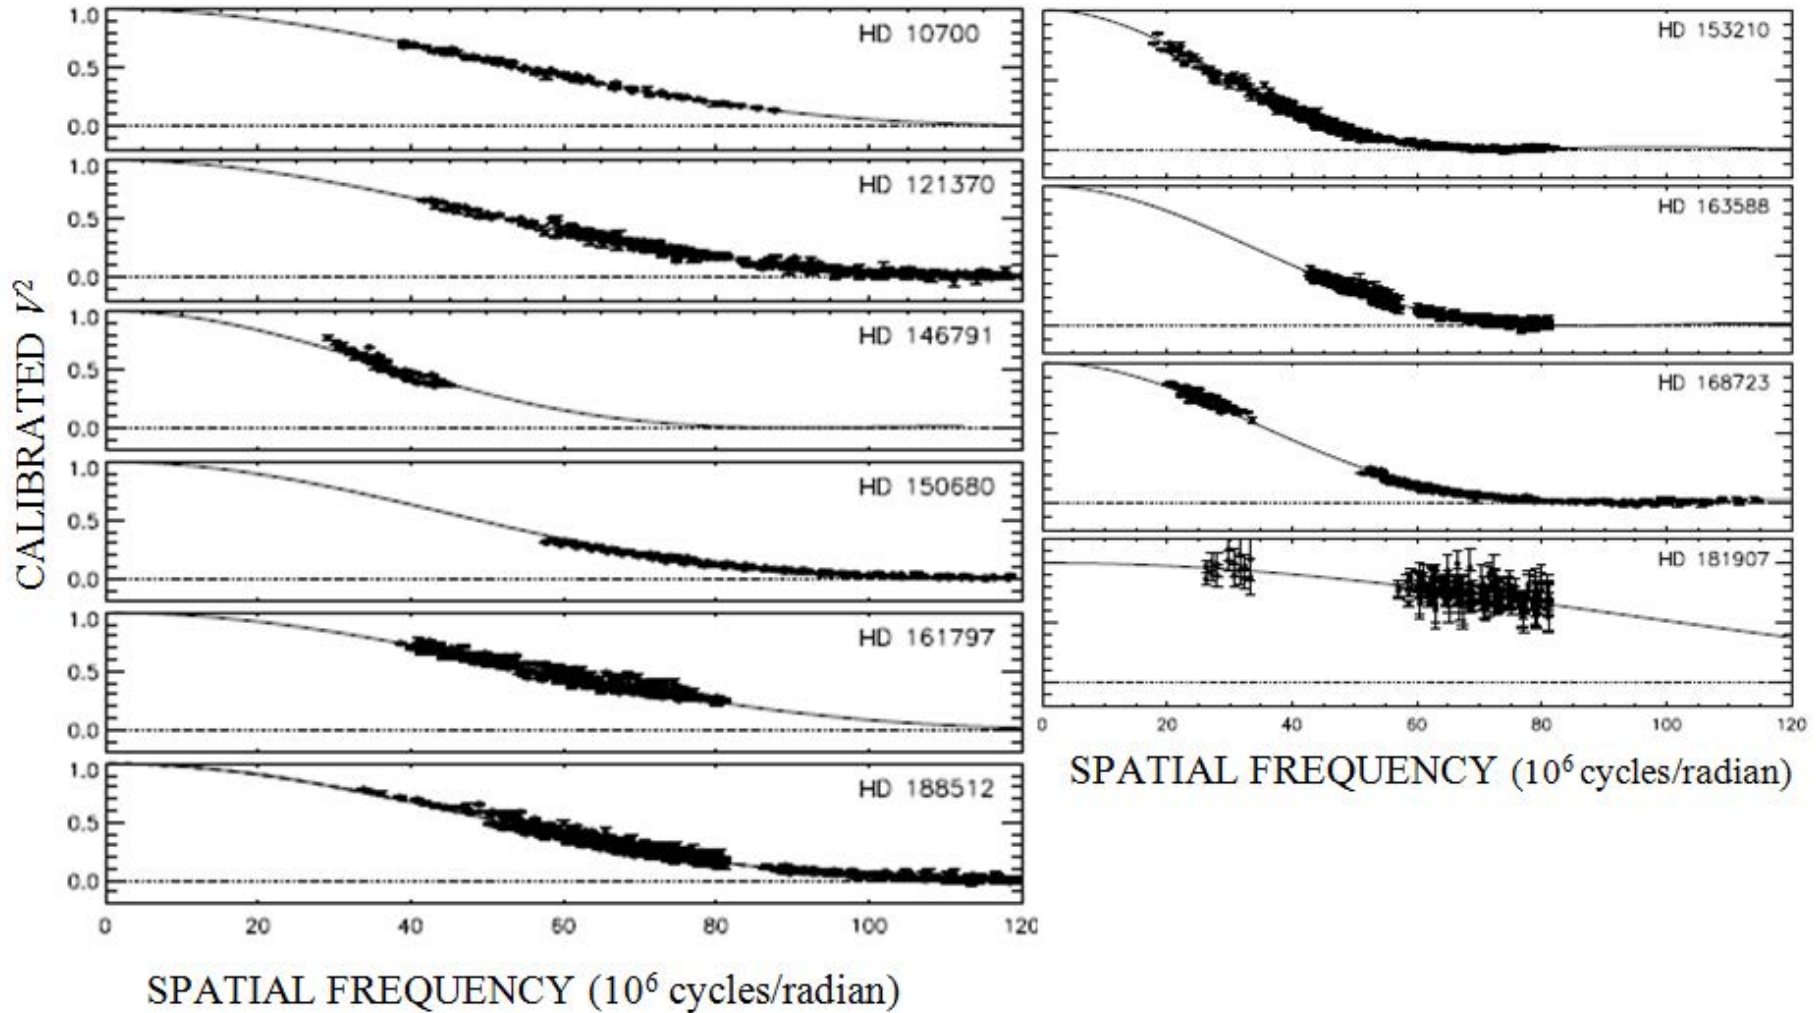 CALIBRATED V²
1.0
0.5
0.0
HD 10700
1.0
0.5
0.0
HD 121370
1.0
0.5
0.0
HD 146791
1.0
0.5
0.0
HD 150680
1.0
0.5
0.0
HD 161797
1.0
0.5
0.0
HD 188512
0 20 40 60 80 100 120
SPATIAL FREQUENCY (10⁶ cycles/radian)
HD 153210
HD 163588
HD 168723
HD 181907
0 20 40 60 80 100 120
SPATIAL FREQUENCY (10⁶ cycles/radian)